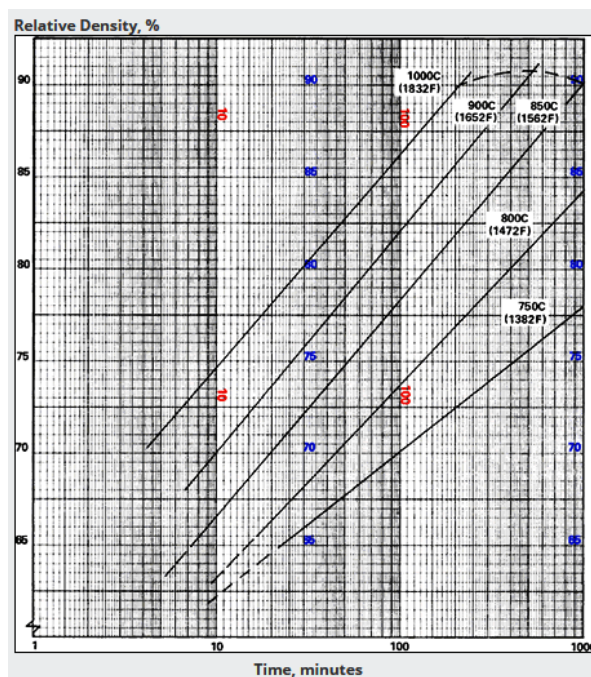 Relative Density, %
90
85
80
75
70
65
1000C
(1832F)
900C
(1652F)
850C
(1562F)
800C
(1472F)
750C
(1382F)
90
85
80
75
70
65
90
85
80
75
70
65
10
100
10
100
1
10
100
1000
Time, minutes